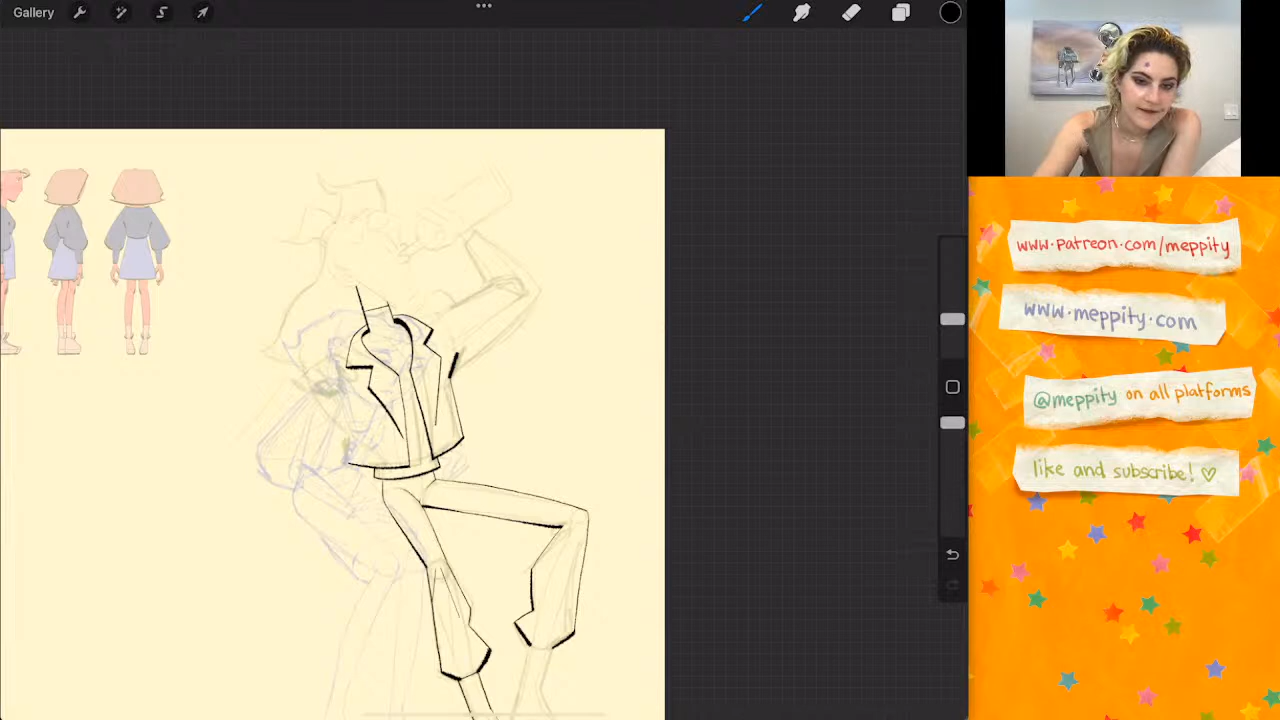 Gallery
www.patreon.com/meppity
www.meppity.com
@meppity on all platforms
like and subscribe! ♡